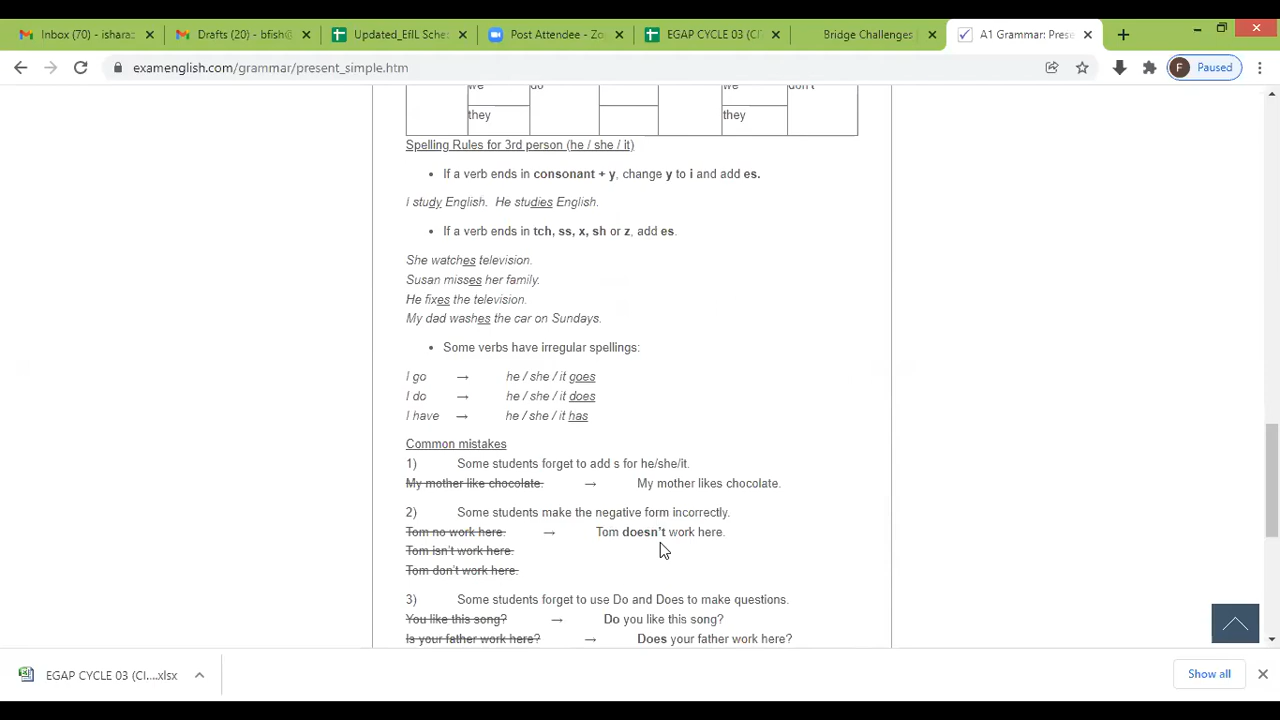 Inbox (70) - ishara:
Drafts (20) - bfish@
Updated_EfIL Sche
Post Attendee - Zo
EGAP CYCLE 03 (CI
Bridge Challenges
A1 Grammar: Prese
examenglish.com/grammar/present_simple.htm
F Paused
we do we don't
they they
Spelling Rules for 3rd person (he / she / it)
• If a verb ends in consonant + y, change y to i and add es.
I study English. He studies English.
• If a verb ends in tch, ss, x, sh or z, add es.
She watches television.
Susan misses her family.
He fixes the television.
My dad washes the car on Sundays.
• Some verbs have irregular spellings:
I go → he / she / it goes
I do → he / she / it does
I have → he / she / it has
Common mistakes
1) Some students forget to add s for he/she/it.
My mother like chocolate. → My mother likes chocolate.
2) Some students make the negative form incorrectly.
Tom no work here. → Tom doesn't work here.
Tom isn't work here.
Tom don't work here.
3) Some students forget to use Do and Does to make questions.
You like this song? → Do you like this song?
Is your father work here? → Does your father work here?
EGAP CYCLE 03 (CI....xlsx
Show all